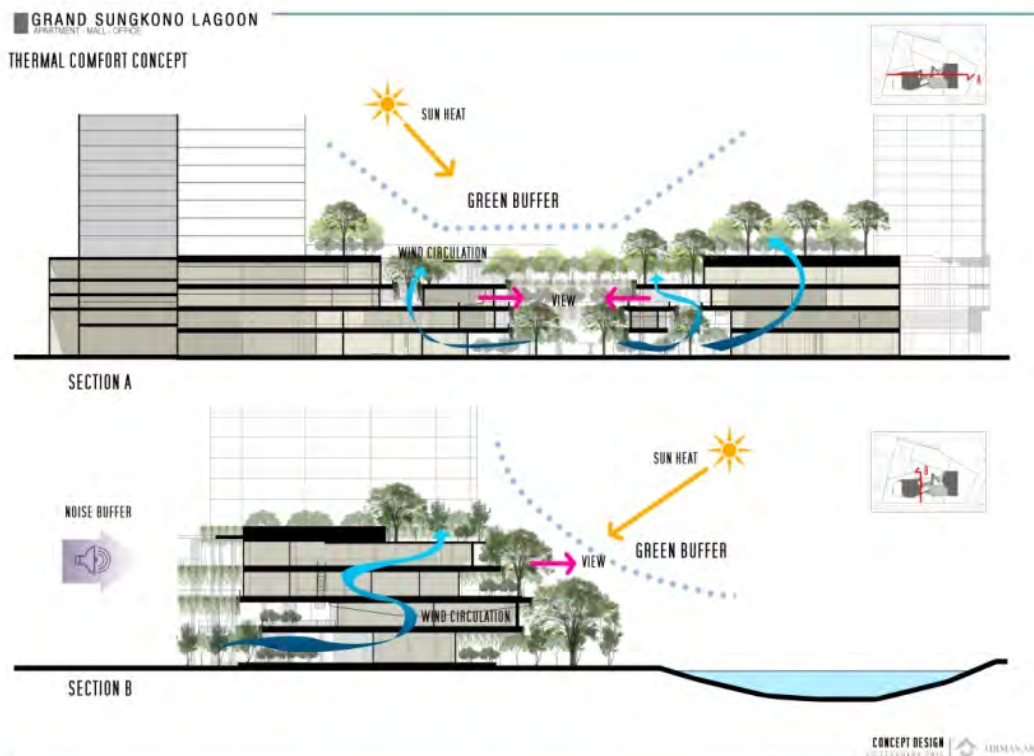 GRAND SUNGKONO LAGOON
APARTMENT - MALL - OFFICE
THERMAL COMFORT CONCEPT
SUN HEAT
GREEN BUFFER
WIND CIRCULATION
VIEW
A
SECTION A
SUN HEAT
NOISE BUFFER
GREEN BUFFER
VIEW
WIND CIRCULATION
B
SECTION B
CONCEPT DESIGN